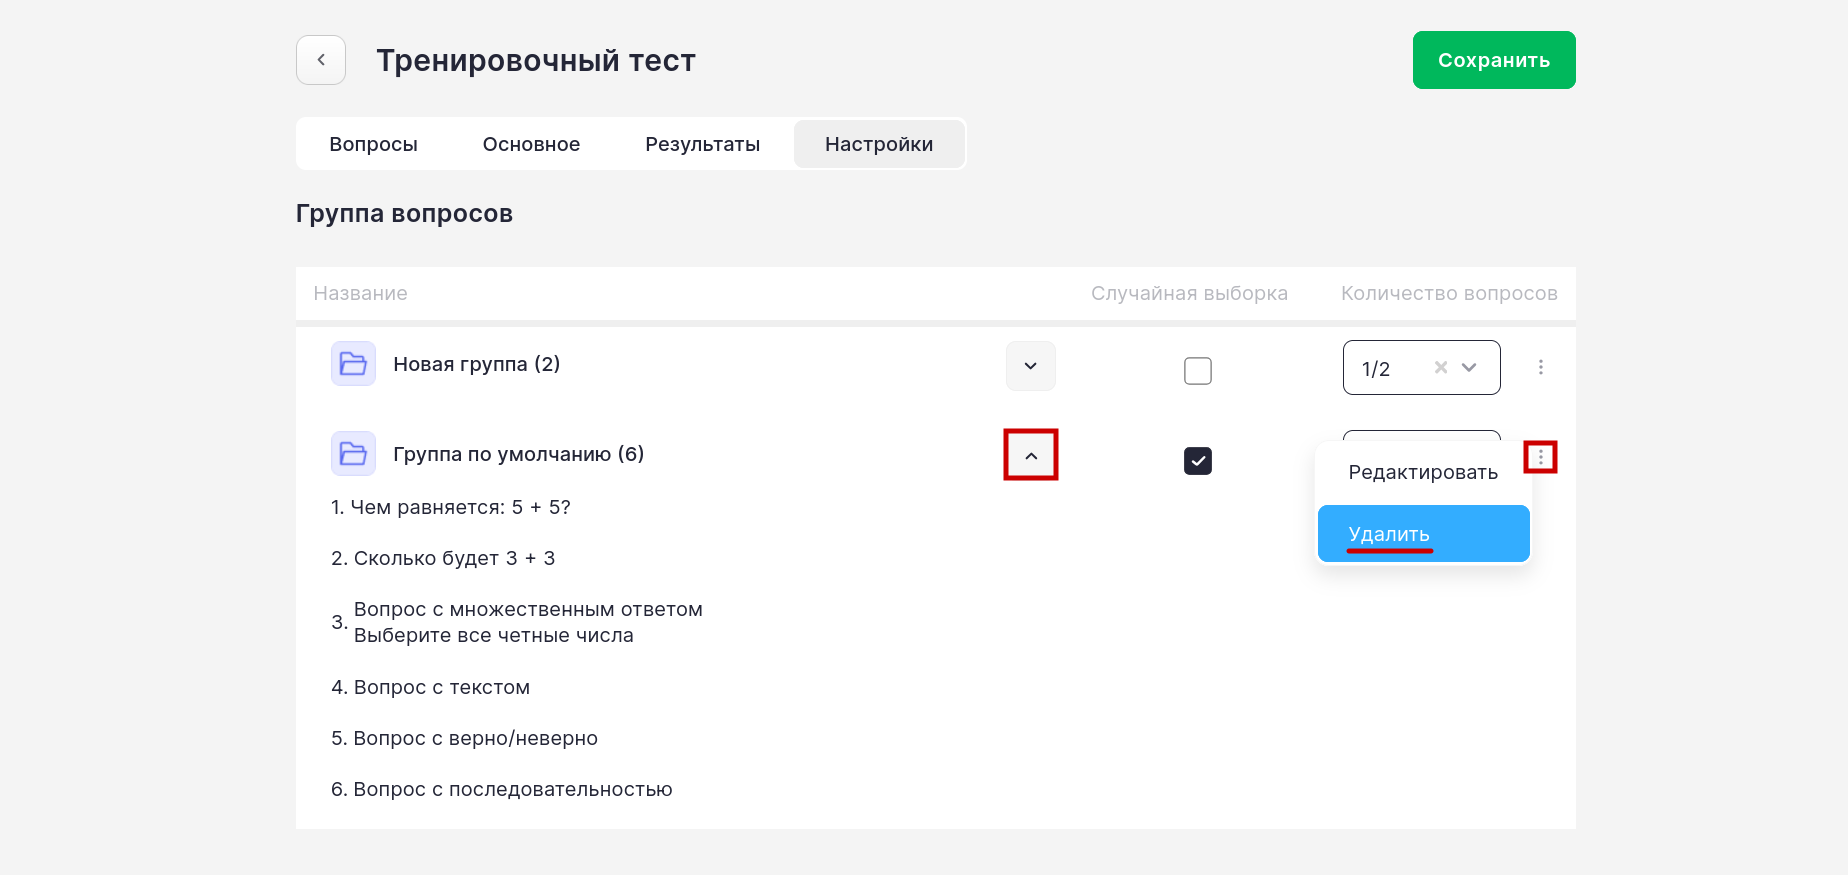 Тренировочный тест
Сохранить
Вопросы
Основное
Результаты
Настройки
Группа вопросов
Название
Случайная выборка
Количество вопросов
Новая группа (2)
1/2
Группа по умолчанию (6)
Редактировать
Удалить
1. Чем равняется: 5 + 5?
2. Сколько будет 3 + 3
3. Вопрос с множественным ответом
Выберите все четные числа
4. Вопрос с текстом
5. Вопрос с верно/неверно
6. Вопрос с последовательностью